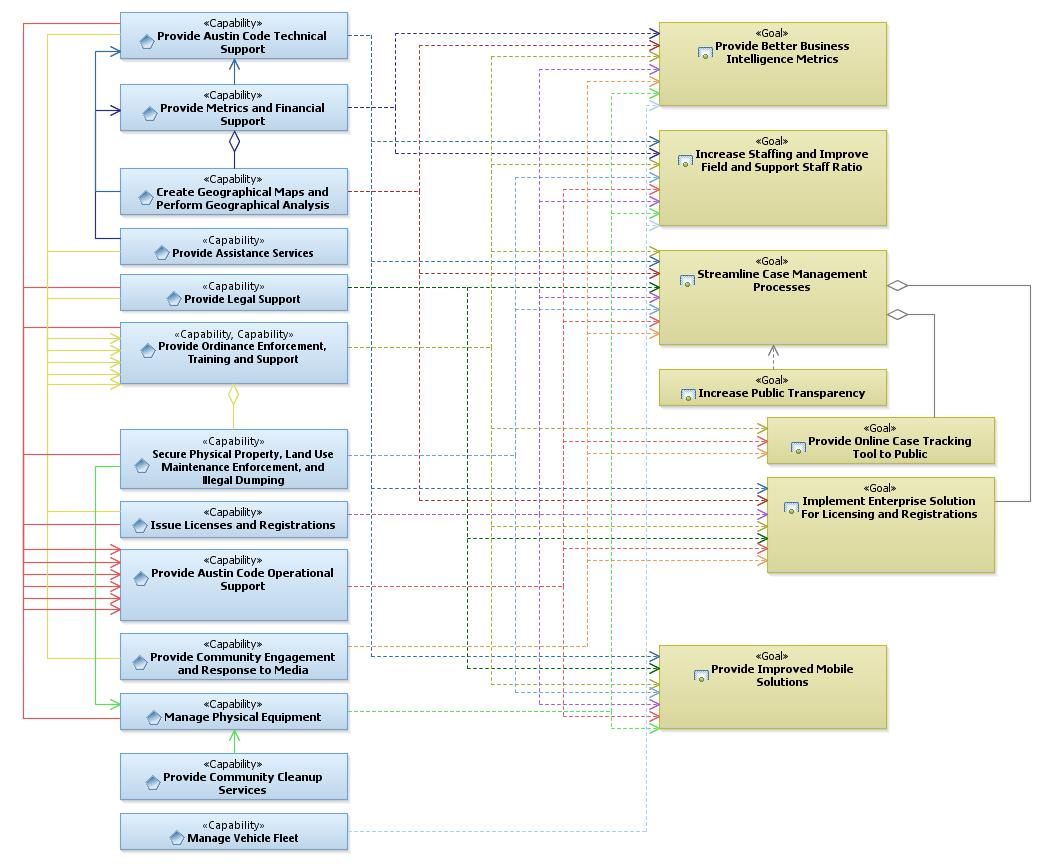 «Capability»
Provide Austin Code Technical
Support
«Capability»
Provide Metrics and Financial
Support
«Capability»
Create Geographical Maps and
Perform Geographical Analysis
«Capability»
Provide Assistance Services
«Capability»
Provide Legal Support
«Capability, Capability»
Provide Ordinance Enforcement,
Training and Support
«Capability»
Secure Physical Property, Land Use
Maintenance Enforcement, and
Illegal Dumping
«Capability»
Issue Licenses and Registrations
«Capability»
Provide Austin Code Operational
Support
«Capability»
Provide Community Engagement
and Response to Media
«Capability»
Manage Physical Equipment
«Capability»
Provide Community Cleanup
Services
«Capability»
Manage Vehicle Fleet
«Goal»
Provide Better Business
Intelligence Metrics
«Goal»
Increase Staffing and Improve
Field and Support Staff Ratio
«Goal»
Streamline Case Management
Processes
«Goal»
Increase Public Transparency
«Goal»
Provide Online Case Tracking
Tool to Public
«Goal»
Implement Enterprise Solution
For Licensing and Registrations
«Goal»
Provide Improved Mobile
Solutions